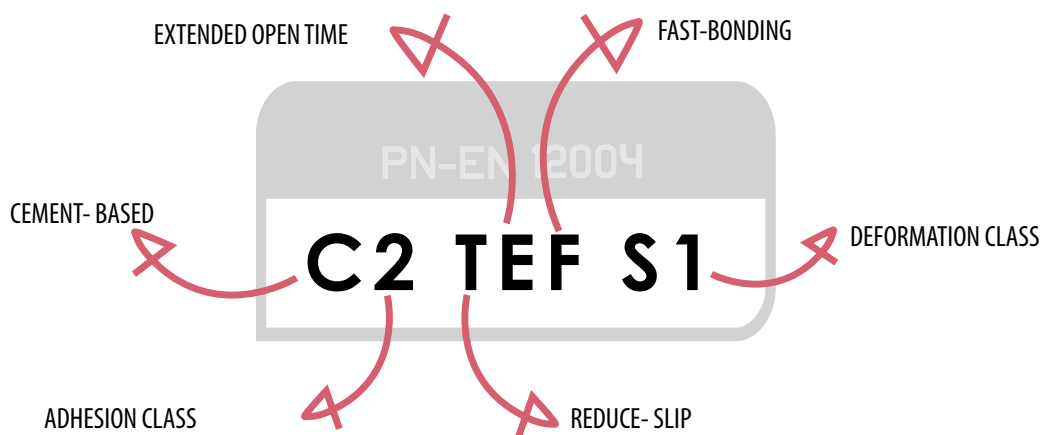 EXTENDED OPEN TIME
FAST-BONDING
PN-EN 12004
CEMENT- BASED
C2 TEF S1
DEFORMATION CLASS
ADHESION CLASS
REDUCE- SLIP